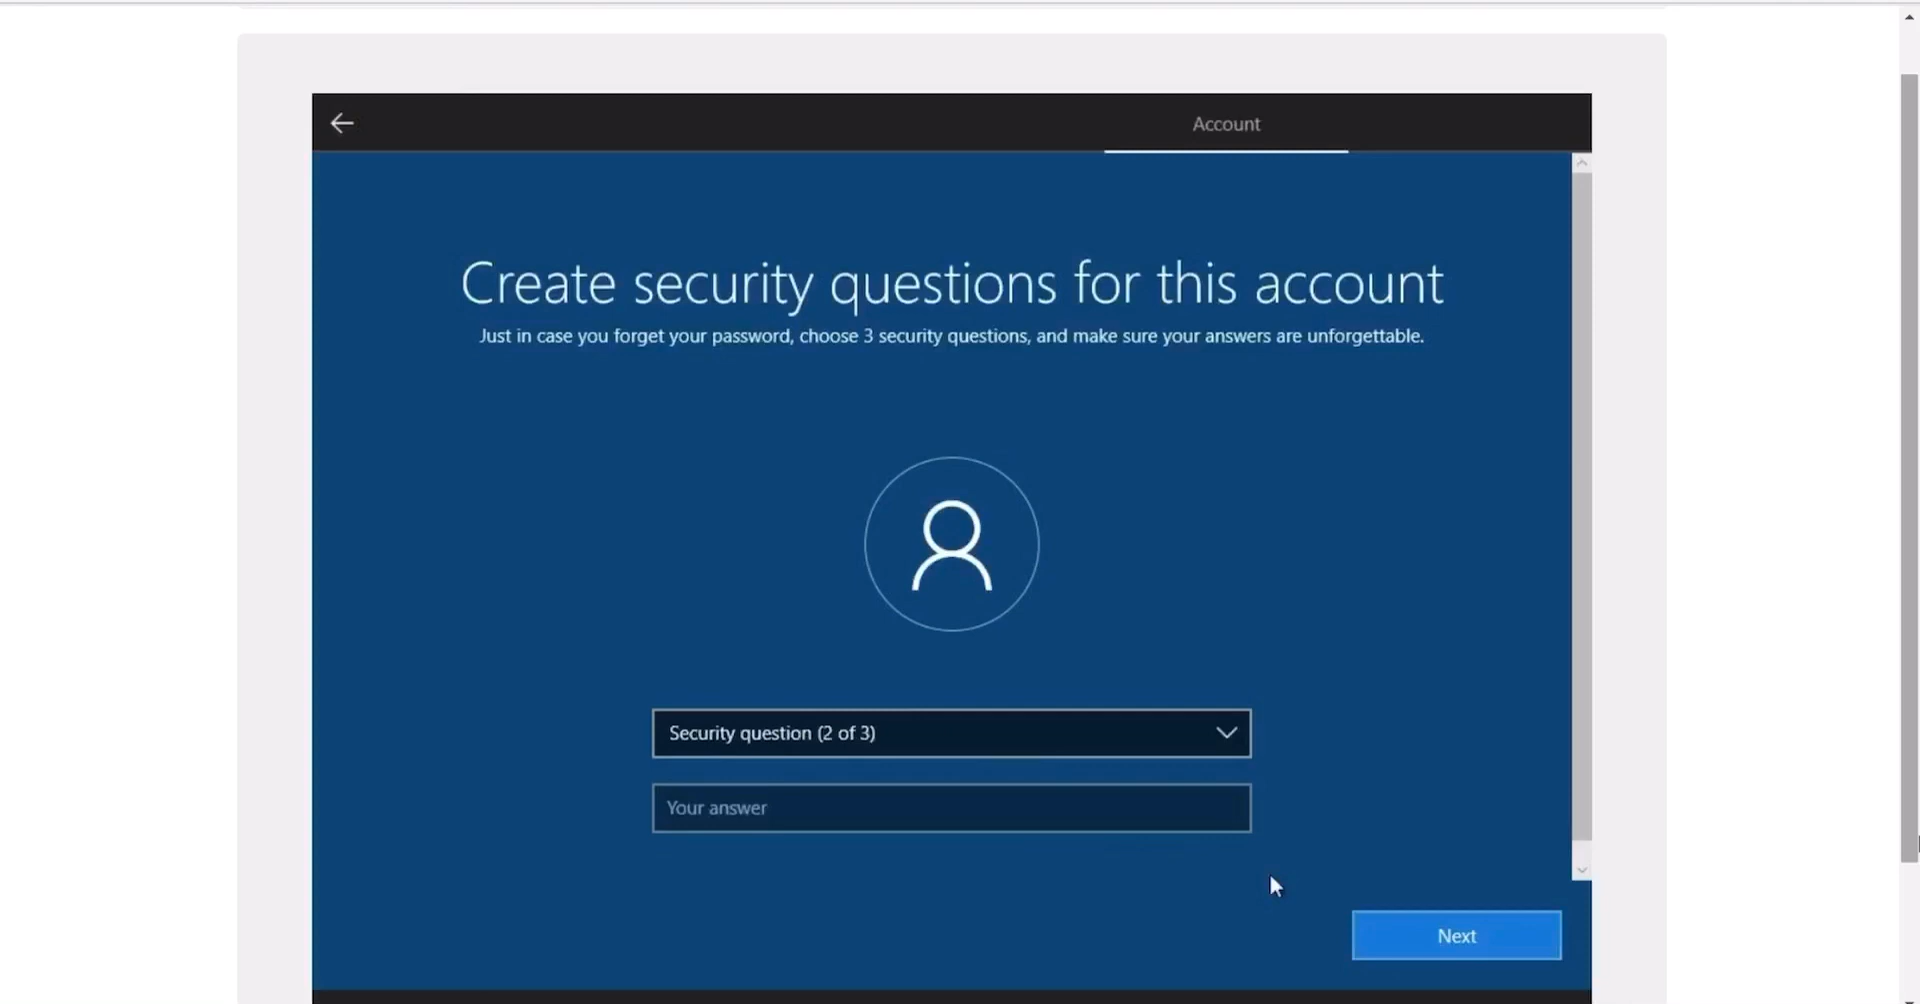 Account
Create security questions for this account
Just in case you forget your password, choose 3 security questions, and make sure your answers are unforgettable.
Security question (2 of 3)
Your answer
Next